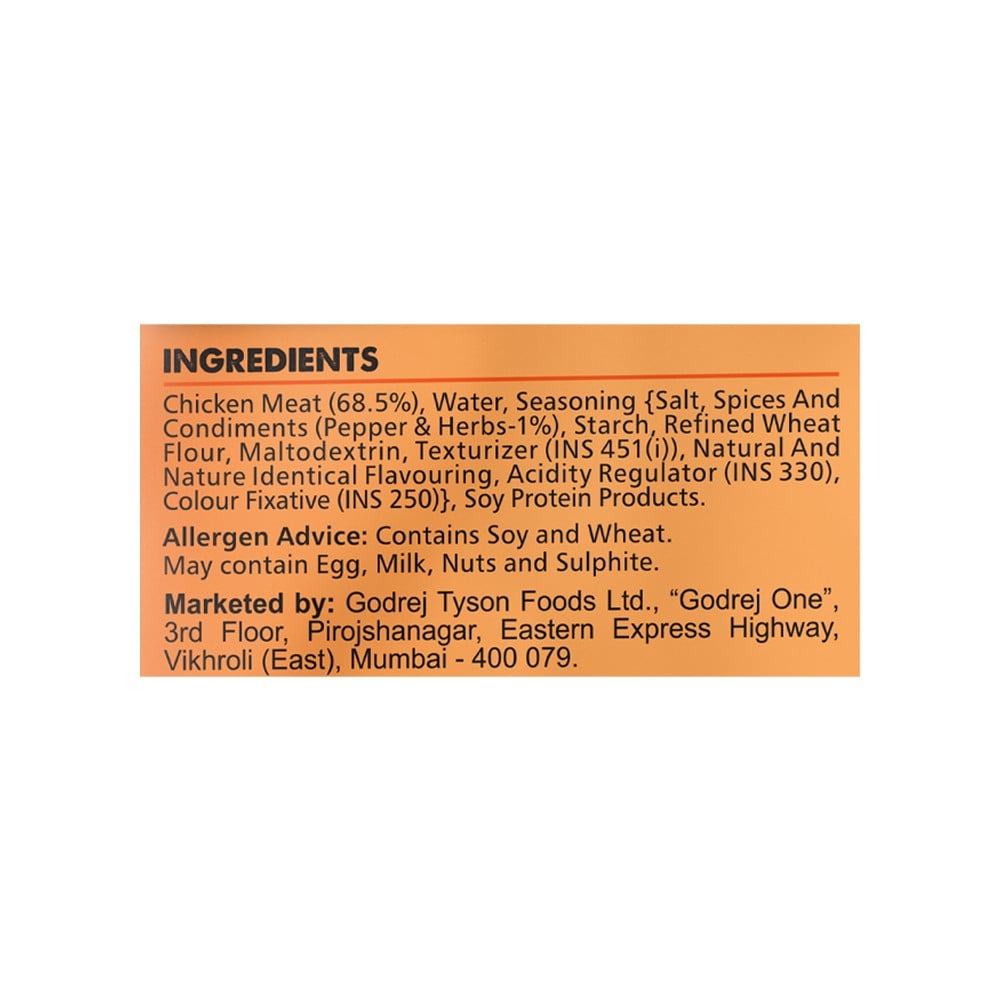 INGREDIENTS
Chicken Meat (68.5%), Water, Seasoning {Salt, Spices And
Condiments (Pepper & Herbs-1%), Starch, Refined Wheat
Flour, Maltodextrin, Texturizer (INS 451(i)), Natural And
Nature Identical Flavouring, Acidity Regulator (INS 330),
Colour Fixative (INS 250)}, Soy Protein Products.
Allergen Advice: Contains Soy and Wheat.
May contain Egg, Milk, Nuts and Sulphite.
Marketed by: Godrej Tyson Foods Ltd., “Godrej One”,
3rd Floor, Pirojshanagar, Eastern Express Highway,
Vikhroli (East), Mumbai - 400 079.